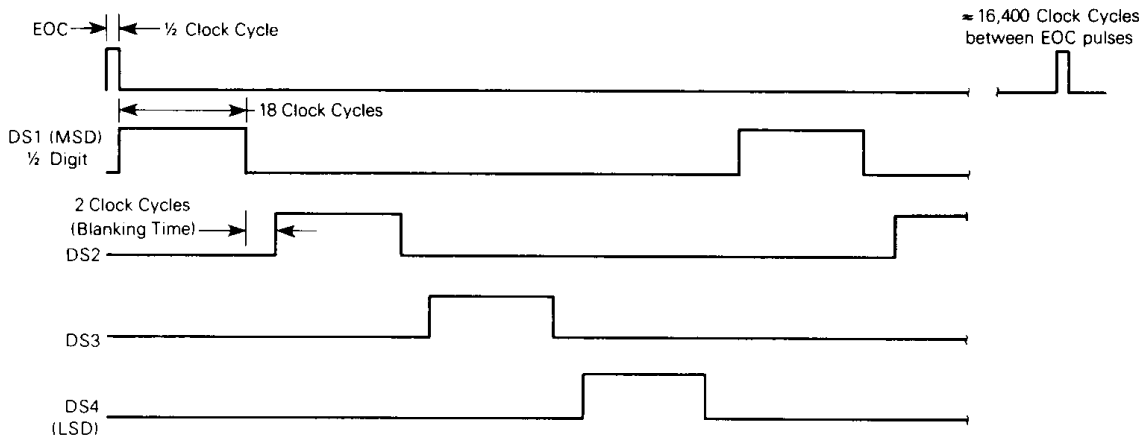 EOC
½ Clock Cycle
≈ 16,400 Clock Cycles
between EOC pulses
18 Clock Cycles
DS1 (MSD)
½ Digit
2 Clock Cycles
(Blanking Time)
DS2
DS3
DS4
(LSD)